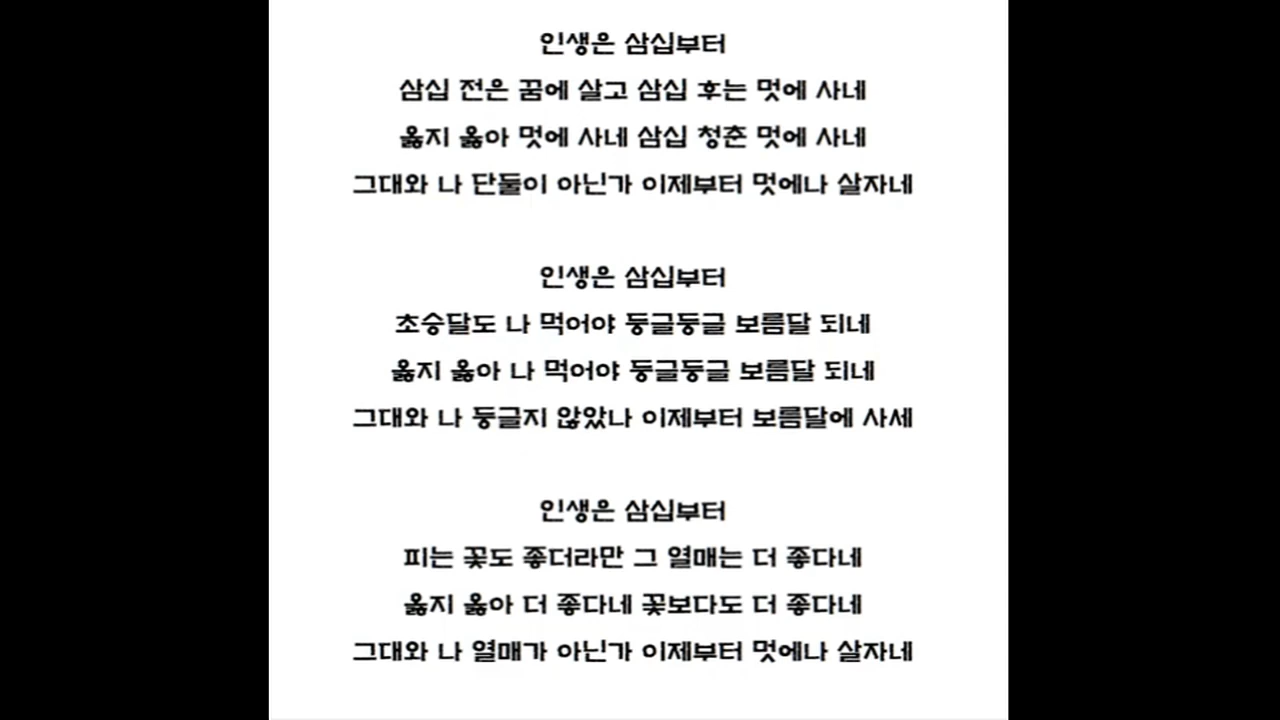 인생은 삼십부터
삼십 전은 꿈에 살고 삼십 후는 멋에 사네
옳지 옳아 멋에 사네 삼십 청춘 멋에 사네
그대와 나 단둘이 아닌가 이제부터 멋에나 살자네
인생은 삼십부터
초승달도 나 먹어야 둥글둥글 보름달 되네
옳지 옳아 나 먹어야 둥글둥글 보름달 되네
그대와 나 둥글지 않았나 이제부터 보름달에 사세
인생은 삼십부터
피는 꽃도 좋더라만 그 열매는 더 좋다네
옳지 옳아 더 좋다네 꽃보다도 더 좋다네
그대와 나 열매가 아닌가 이제부터 멋에나 살자네